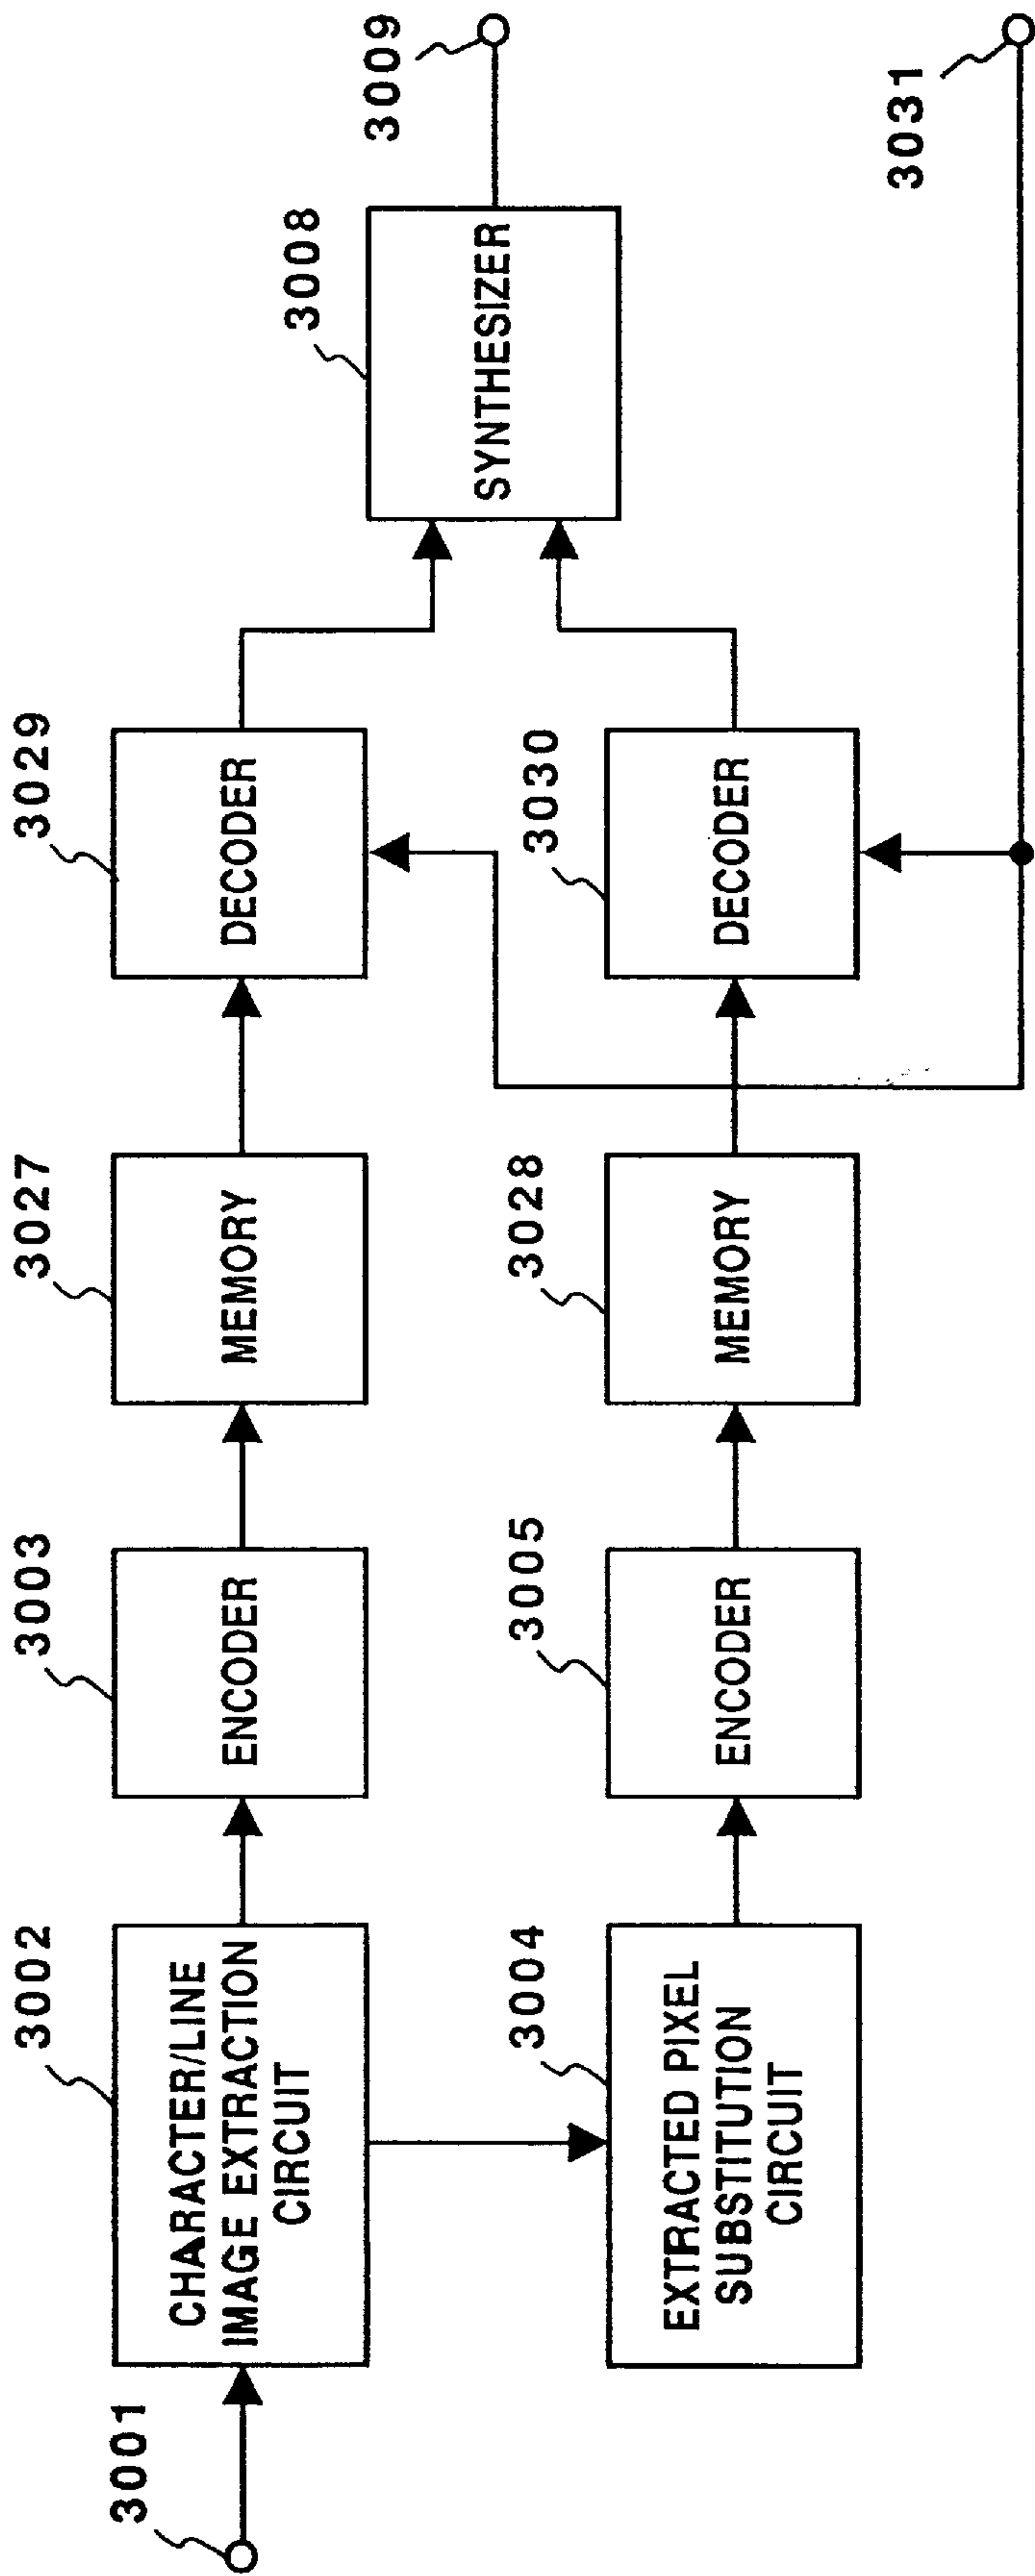 3001
3002
CHARACTER/LINE
IMAGE EXTRACTION
CIRCUIT
3003
ENCODER
3027
MEMORY
3029
DECODER
3004
EXTRACTED PIXEL
SUBSTITUTION
CIRCUIT
3005
ENCODER
3028
MEMORY
3030
DECODER
3008
SYNTHESIZER
3009
3031